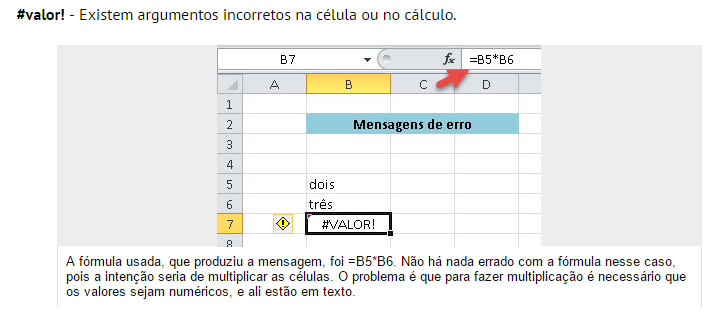 #valor! - Existem argumentos incorretos na célula ou no cálculo.
B7 fx =B5*B6
A B C D
1
2 Mensagens de erro
3
4
5 dois
6 três
7 #VALOR!
8
A fórmula usada, que produziu a mensagem, foi =B5*B6. Não há nada errado com a fórmula nesse caso,
pois a intenção seria de multiplicar as células. O problema é que para fazer multiplicação é necessário que
os valores sejam numéricos, e ali estão em texto.